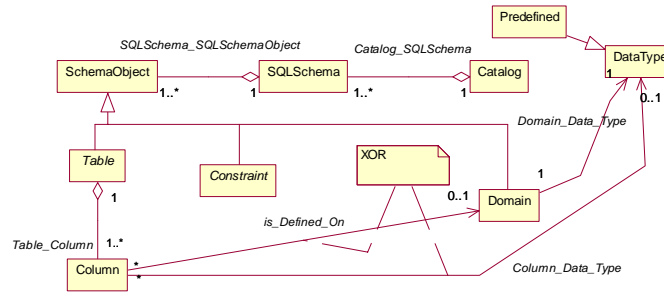 Predefined
SQLSchema_SQLSchemaObject
Catalog_SQLSchema
SchemaObject
SQLSchema
Catalog
DataType
1..*
1
1..*
1
1
0..1
Domain_Data_Type
Table
Constraint
XOR
1
0..1
1
Domain
is_Defined_On
Table_Column
1..*
Column
*
*
Column_Data_Type